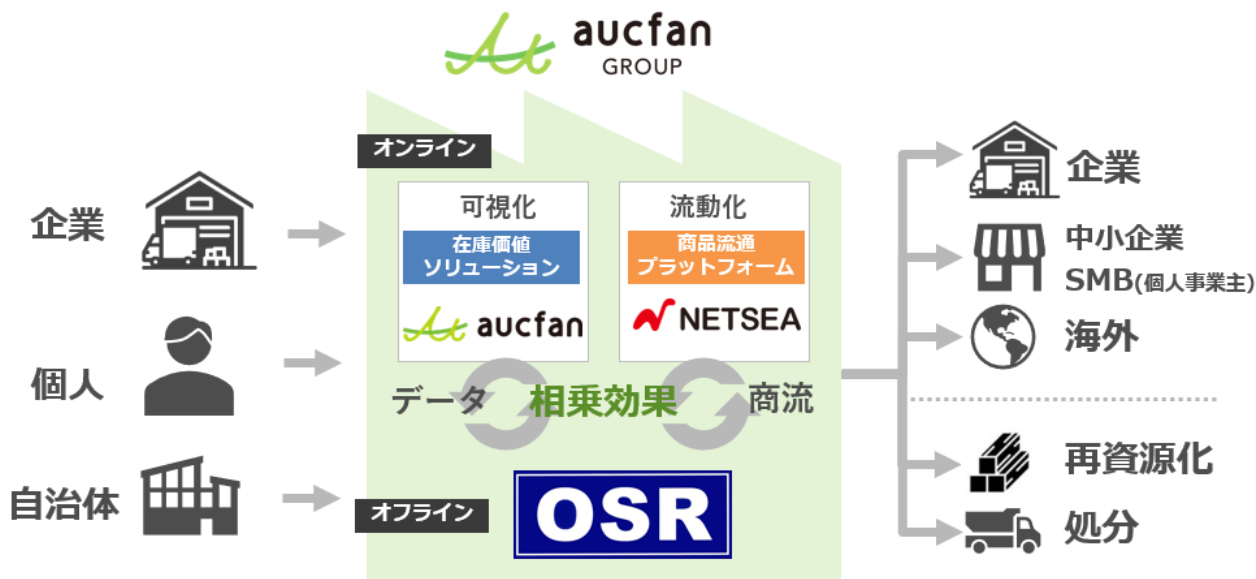 aucfan
GROUP
オンライン
企業
個人
自治体
可視化
在庫価値
ソリューション
aucfan
流動化
商品流通
プラットフォーム
NETSEA
データ
相乗効果
商流
オフライン
OSR
企業
中小企業
SMB(個人事業主)
海外
再資源化
処分